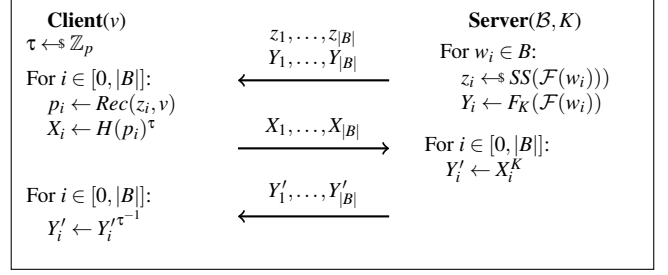 Client(v) Server(ℬ, K)
τ ←$ ℤ_p
z_1,...,z_{|B|}
Y_1,...,Y_{|B|}
For w_i ∈ B:
z_i ←$ SS(ℱ(w_i)))
Y_i ← F_K(ℱ(w_i))
For i ∈ [0,|B|]:
p_i ← Rec(z_i, v)
X_i ← H(p_i)^τ
X_1,...,X_{|B|}
For i ∈ [0,|B|]:
Y'_i ← X_i^K
Y'_1,...,Y'_{|B|}
For i ∈ [0,|B|]:
Y'_i ← Y'_i^{τ^{-1}}